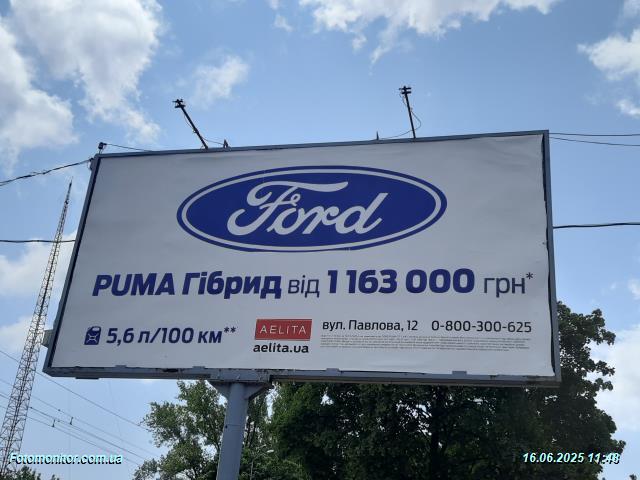 Ford
PUMA Гібрид від 1 163 000 грн*
5,6 л/100 км**
AELITA
aelita.ua
вул. Павлова, 12 0-800-300-625
Fotomonitor.com.ua
16.06.2025 11:48